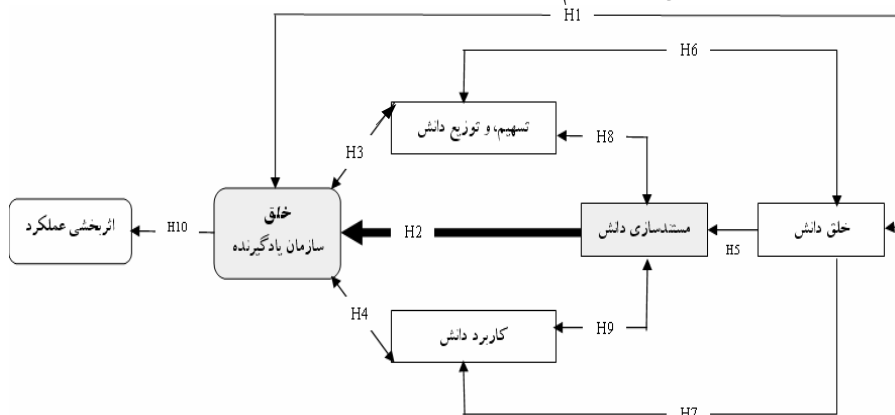 H1
H6
تسهیم، و توزیع دانش
H8
H3
خلق
سازمان یادگیرنده
اثربخشی عملکرد
H10
H2
مستندسازی دانش
H5
خلق دانش
H4
کاربرد دانش
H9
H7